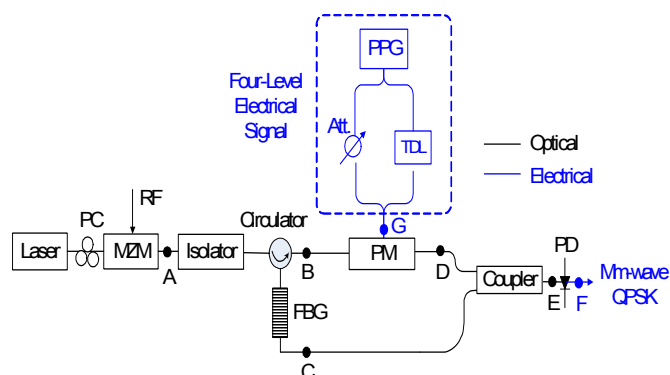 PPG
Four-Level
Electrical
Signal
Att.
TDL
Optical
Electrical
RF
PC
Circulator
G
PD
Laser
MZM
Isolator
PM
Coupler
Mm-wave
QPSK
A
B
D
E
F
FBG
C